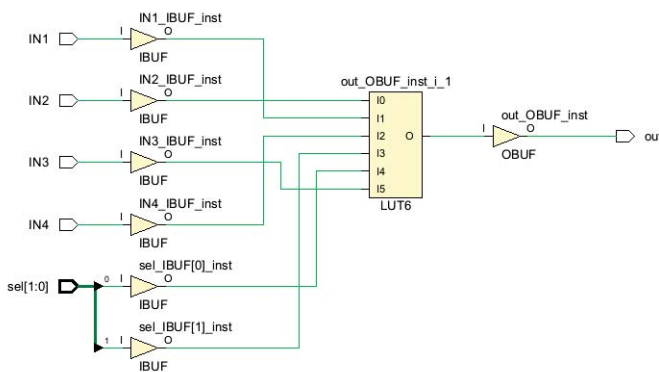 IN1_IBUF_inst
IN1 I O
IBUF
IN2_IBUF_inst
IN2 I O
IBUF
IN3_IBUF_inst
IN3 I O
IBUF
IN4_IBUF_inst
IN4 I O
IBUF
sel_IBUF[0]_inst
sel[1:0] 0 I O
IBUF
sel_IBUF[1]_inst
1 I O
IBUF
out_OBUF_inst_i_1
I0
I1
I2 O
I3
I4
I5
LUT6
out_OBUF_inst
I O
OBUF
ou